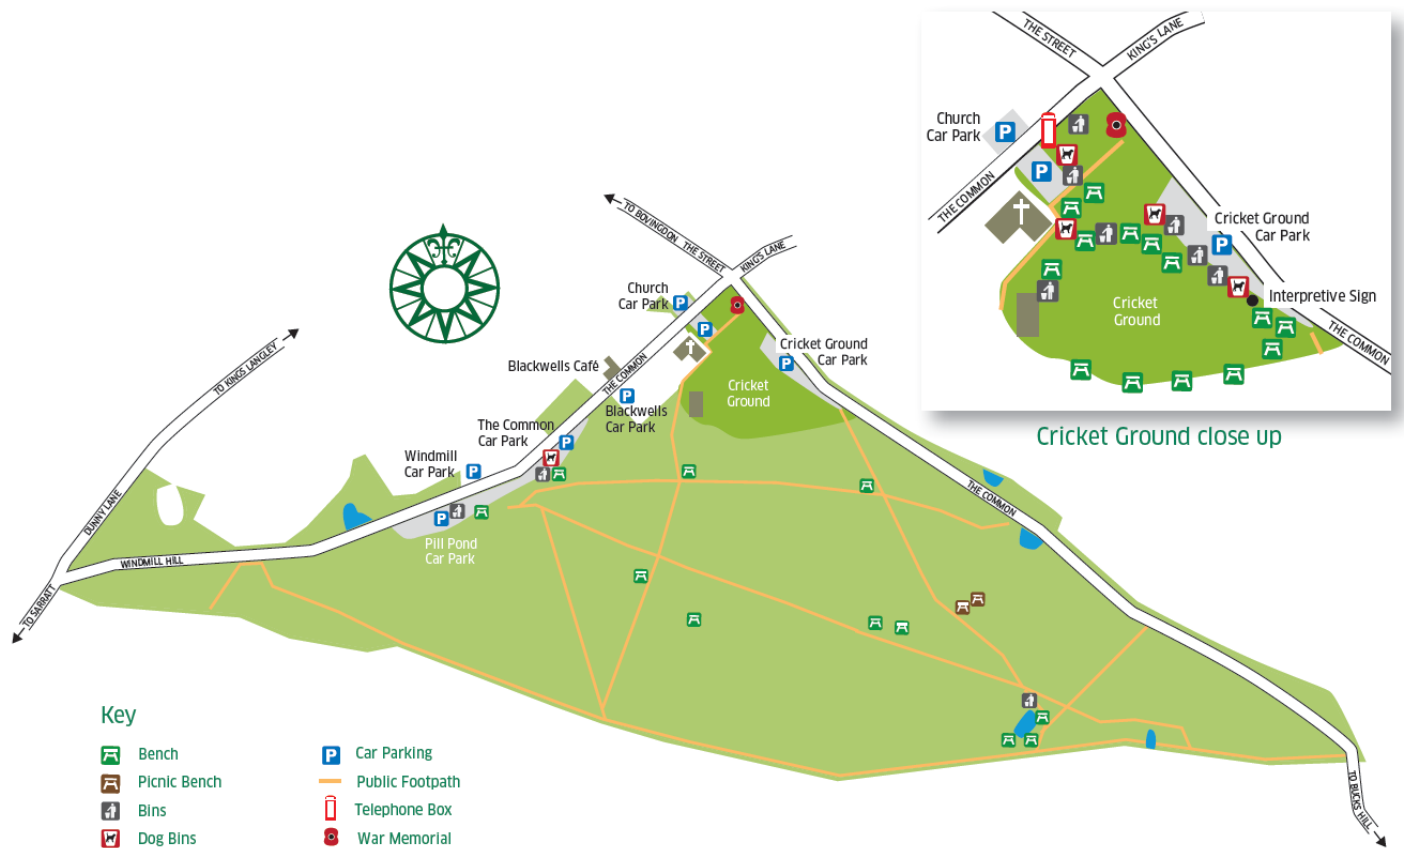 THE STREET
KING'S LANE
Church
Car Park
P
P
THE COMMON
Cricket Ground
Car Park
P
Interpretive Sign
Cricket
Ground
THE COMMON
Cricket Ground close up
TO BOVINGDON
THE STREET
KING'S LANE
Church
Car Park
P
P
Cricket Ground
Car Park
P
Blackwells Café
THE COMMON
P
Blackwells
Car Park
Cricket
Ground
The Common
Car Park
P
Windmill
Car Park
P
P
Pill Pond
Car Park
TO KINGS LANGLEY
DUNNY LANE
WINDMILL HILL
TO SARRATT
THE COMMON
TO BUCKS HILL
Key
Bench
Picnic Bench
Bins
Dog Bins
P
Car Parking
Public Footpath
Telephone Box
War Memorial